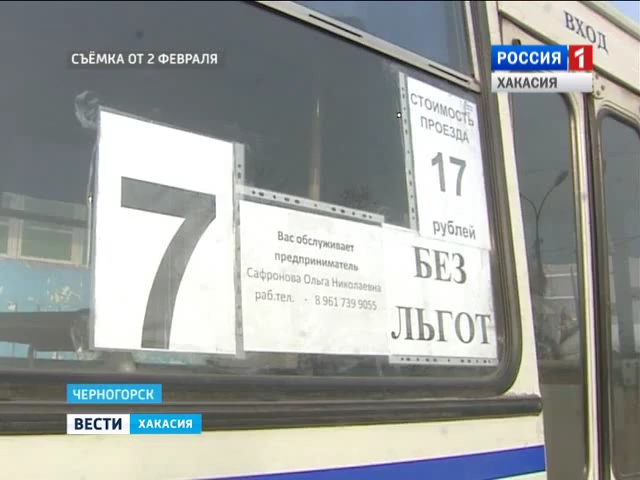 СЪЁМКА ОТ 2 ФЕВРАЛЯ
РОССИЯ 1
ХАКАСИЯ
ВХОД
СТОИМОСТЬ
ПРОЕЗДА
17
рублей
7
Вас обслуживает
предприниматель
Сафронова Ольга Николаевна
раб.тел. - 8 961 739 9055
БЕЗ
ЛЬГОТ
ЧЕРНОГОРСК
ВЕСТИ ХАКАСИЯ